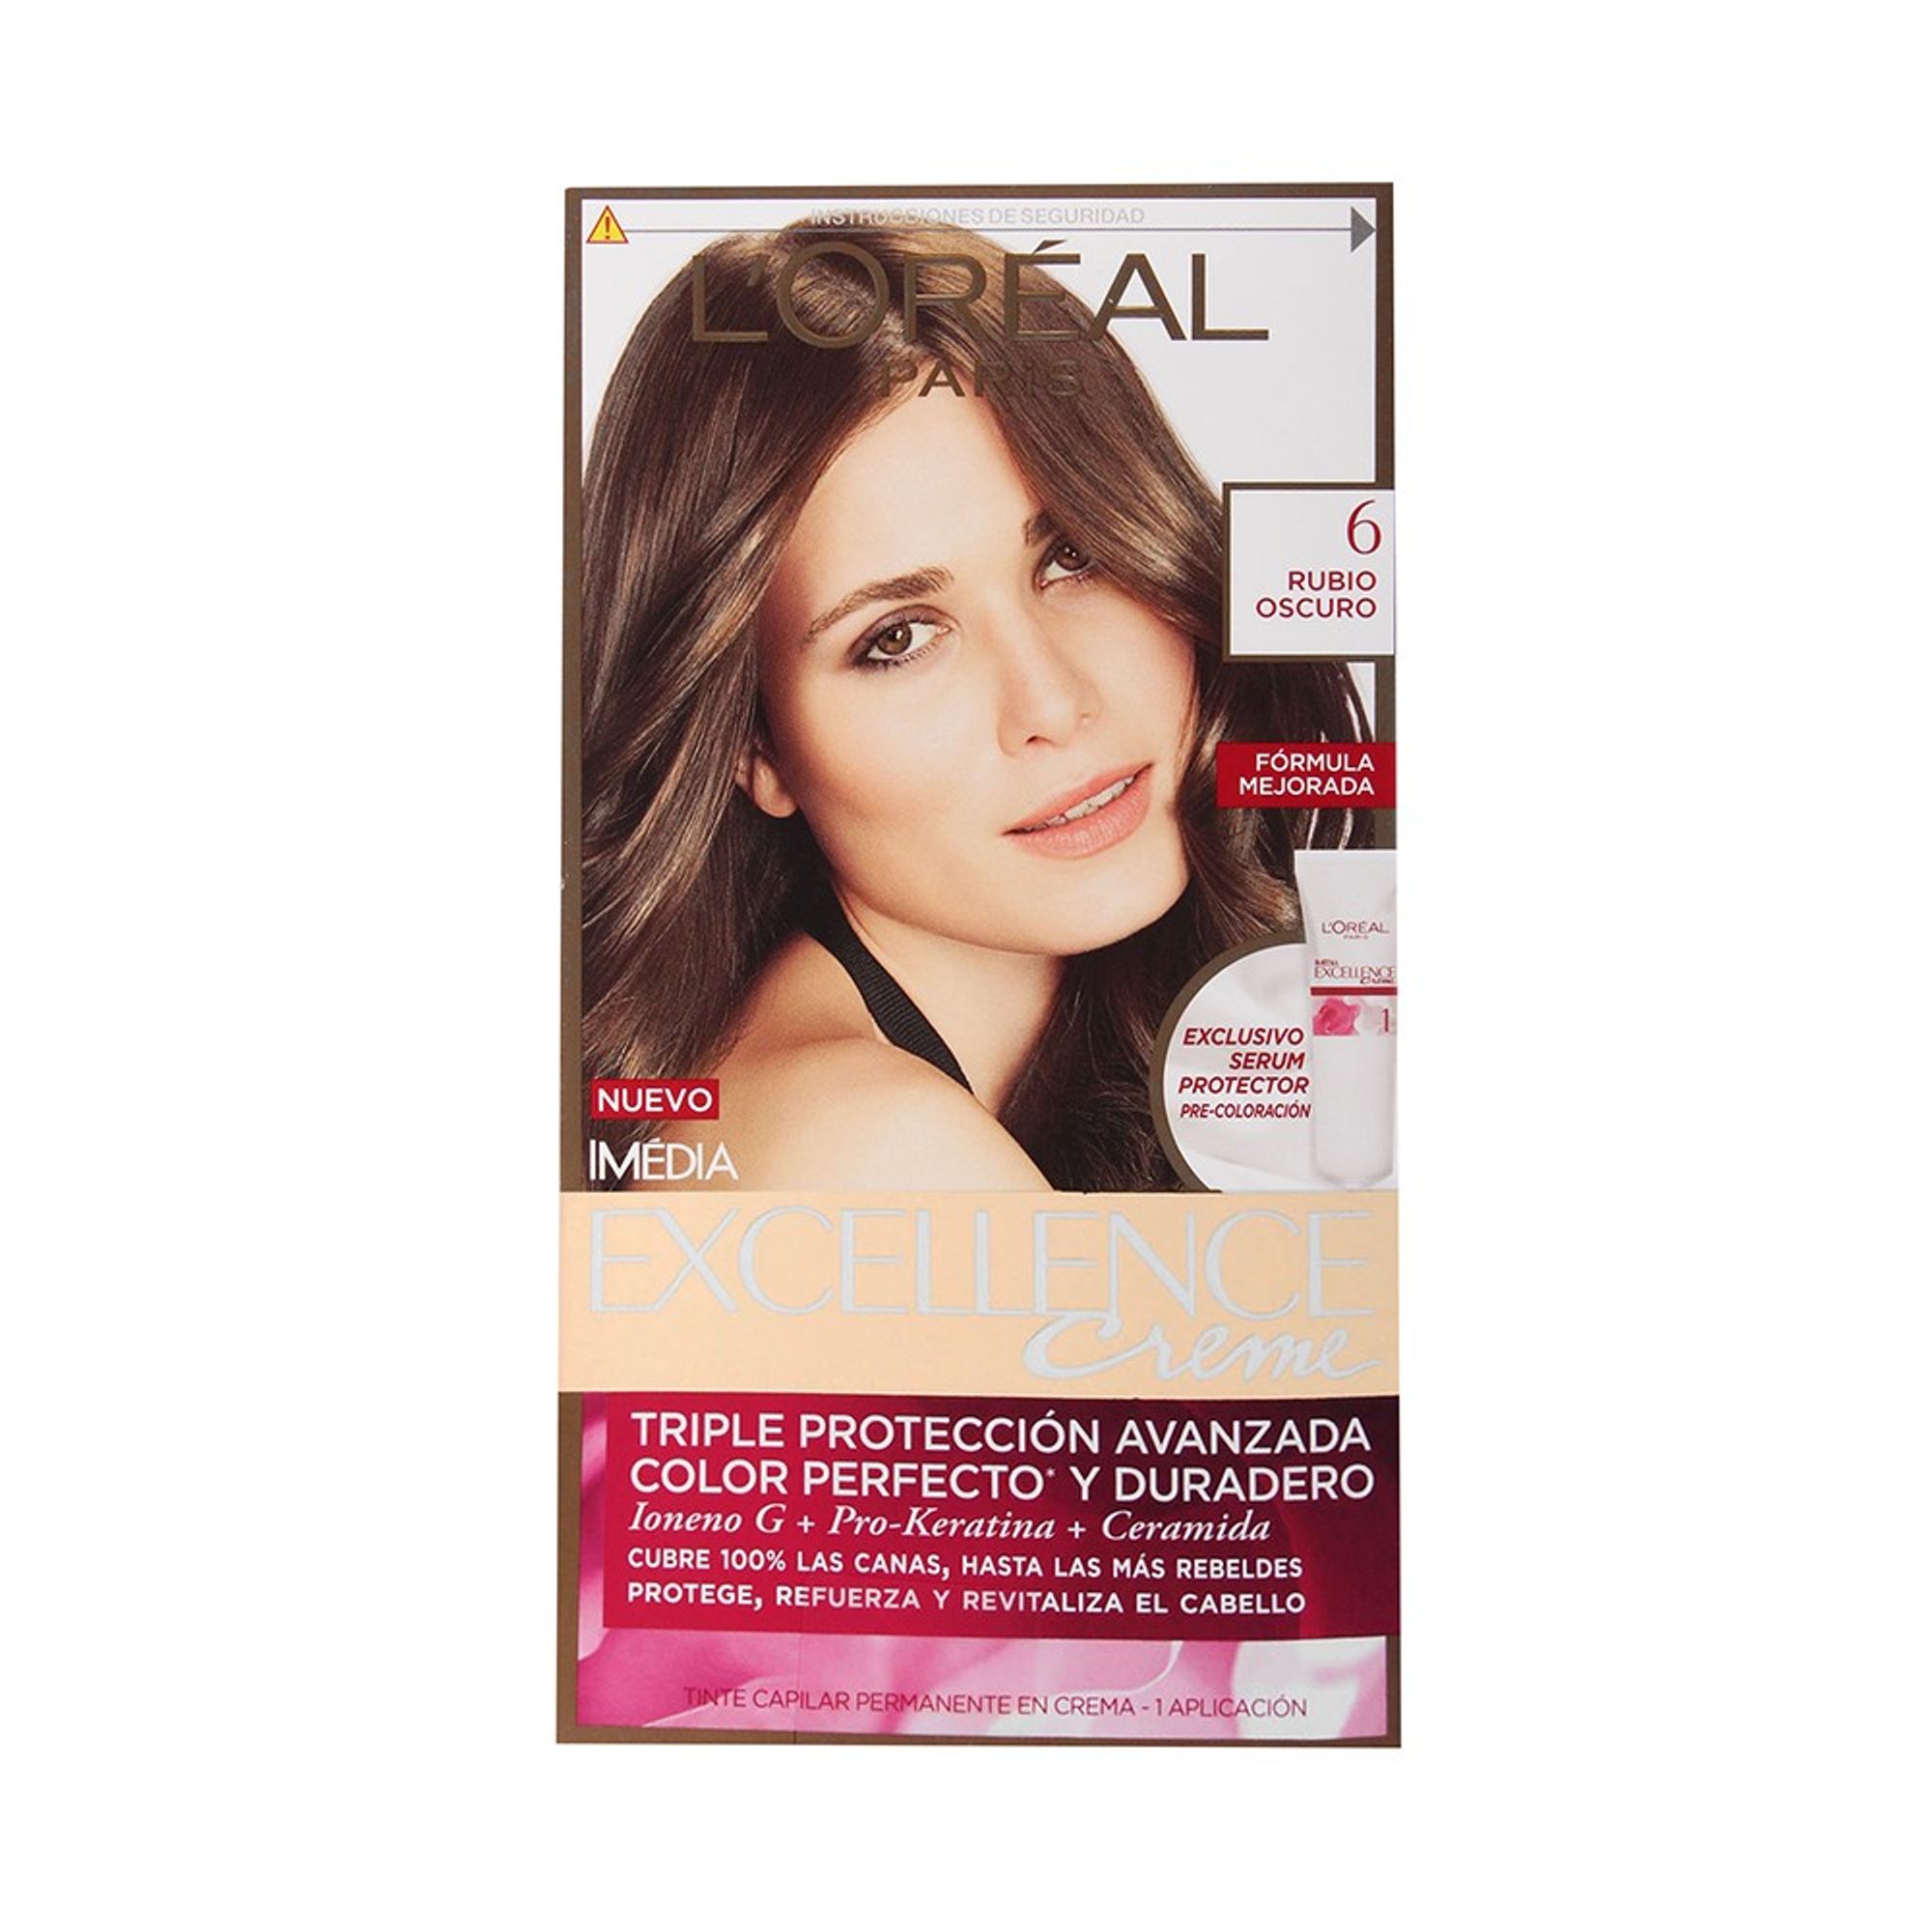 INSTRUCCIONES DE SEGURIDAD
L'ORÉAL
PARIS
6
RUBIO
OSCURO
FÓRMULA
MEJORADA
L'ORÉAL
PARIS
IMÉDIA
EXCELLENCE
Creme
1
EXCLUSIVO
SERUM
PROTECTOR
PRE-COLORACIÓN
NUEVO
IMÉDIA
EXCELLENCE
Creme
TRIPLE PROTECCIÓN AVANZADA
COLOR PERFECTO* Y DURADERO
Ioneno G + Pro-Keratina + Ceramida
CUBRE 100% LAS CANAS, HASTA LAS MÁS REBELDES
PROTEGE, REFUERZA Y REVITALIZA EL CABELLO
TINTE CAPILAR PERMANENTE EN CREMA - 1 APLICACIÓN